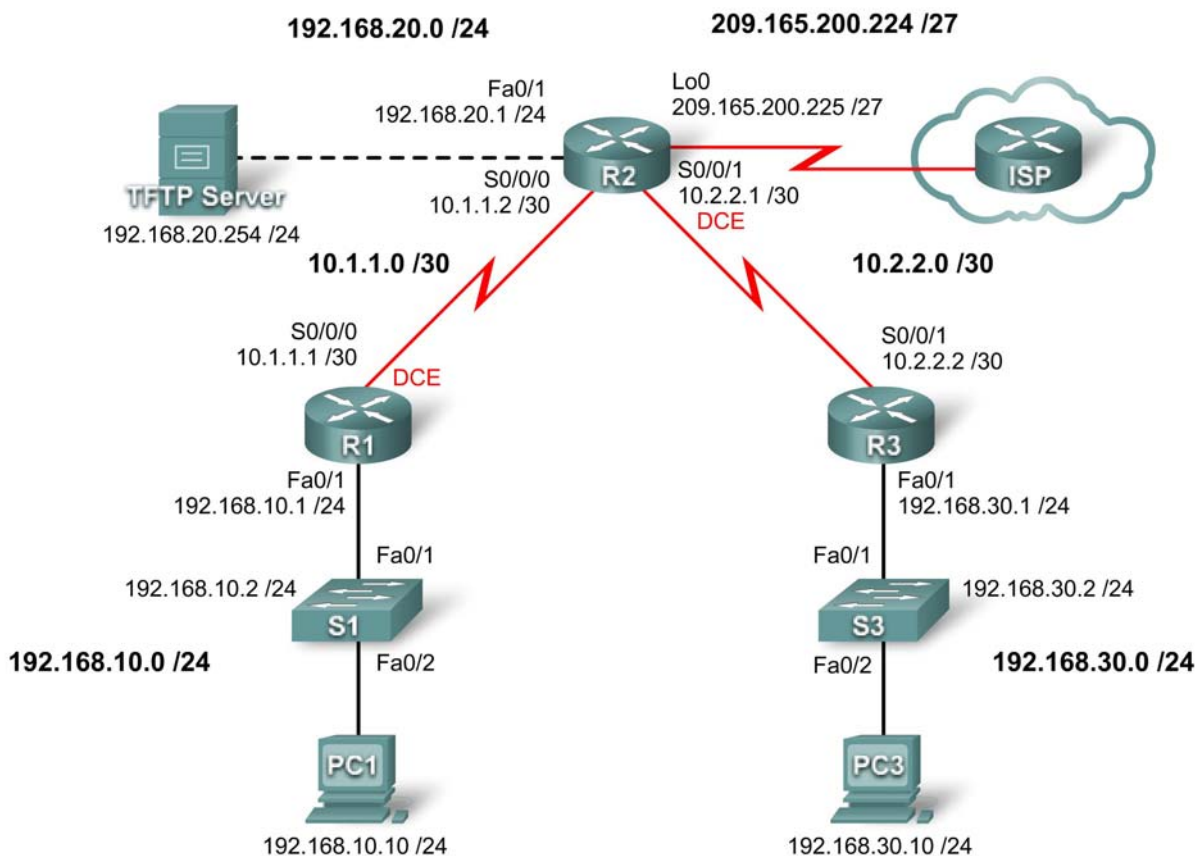 192.168.20.0 /24
209.165.200.224 /27
Fa0/1
192.168.20.1 /24
Lo0
209.165.200.225 /27
R2
ISP
TFTP Server
192.168.20.254 /24
S0/0/0
10.1.1.2 /30
S0/0/1
10.2.2.1 /30
DCE
10.1.1.0 /30
10.2.2.0 /30
S0/0/0
10.1.1.1 /30
DCE
S0/0/1
10.2.2.2 /30
R1
R3
Fa0/1
192.168.10.1 /24
Fa0/1
192.168.30.1 /24
Fa0/1
Fa0/1
192.168.10.2 /24
192.168.30.2 /24
S1
S3
192.168.10.0 /24
Fa0/2
Fa0/2
192.168.30.0 /24
PC1
PC3
192.168.10.10 /24
192.168.30.10 /24